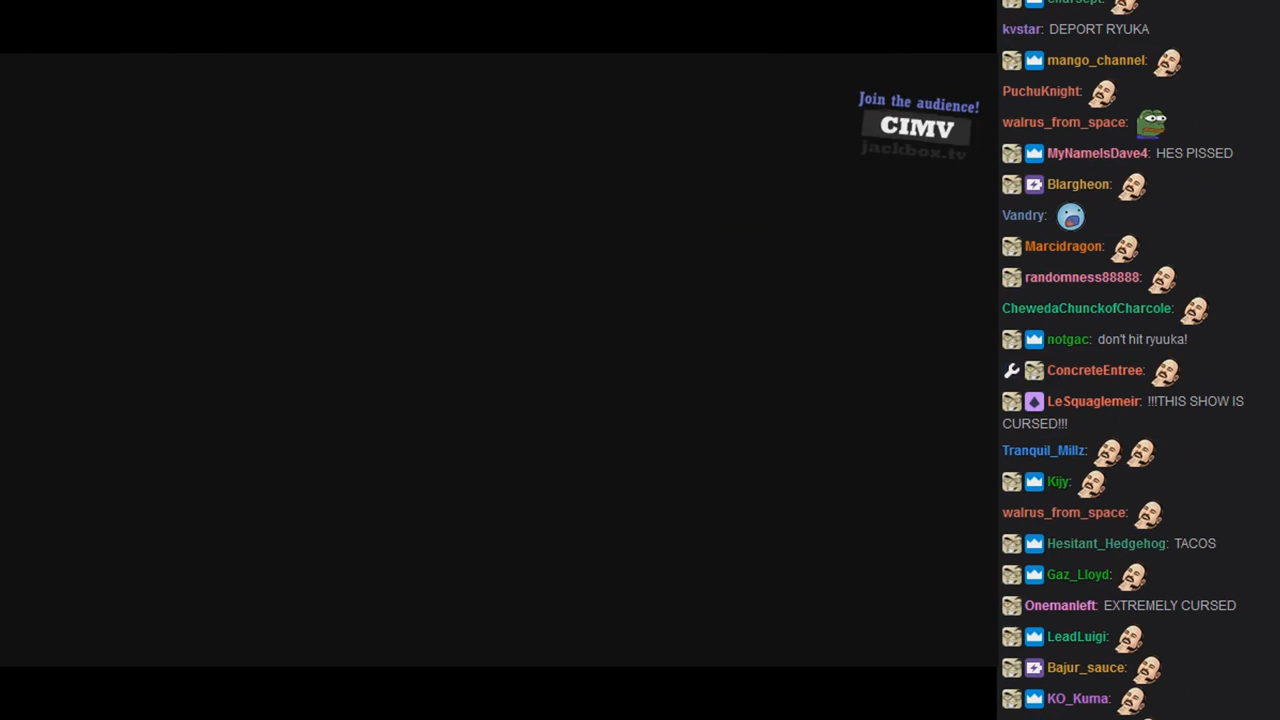 Join the audience!
CIMV
jackbox.tv
kvstar: DEPORT RYUKA
mango_channel:
PuchuKnight:
walrus_from_space:
MyNameIsDave4: HES PISSED
Blargheon:
Vandry:
Marcidragon:
randomness88888:
ChewedaChunckofCharcole:
notgac: don't hit ryuuka!
ConcreteEntree:
LeSquaglemeir: !!!THIS SHOW IS
CURSED!!!
Tranquil_Millz:
Kijy:
walrus_from_space:
Hesitant_Hedgehog: TACOS
Gaz_Lloyd:
Onemanleft: EXTREMELY CURSED
LeadLuigi:
Bajur_sauce:
KO_Kuma: